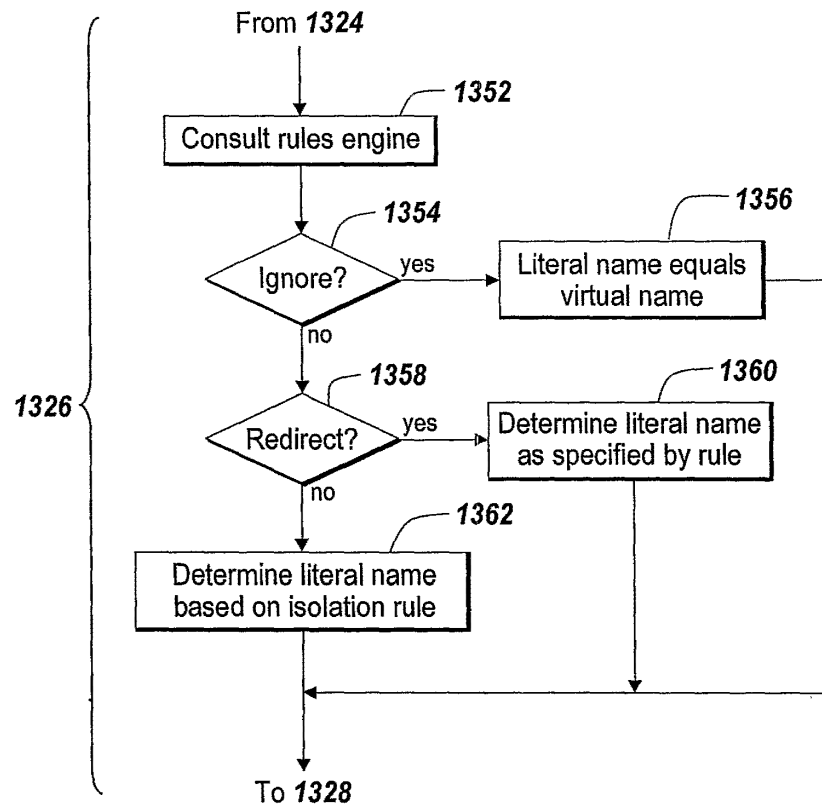 From 1324
1352
Consult rules engine
1354
1356
Ignore?
yes
Literal name equals
virtual name
no
1358
1360
1326
Redirect?
yes
Determine literal name
as specified by rule
no
1362
Determine literal name
based on isolation rule
To 1328